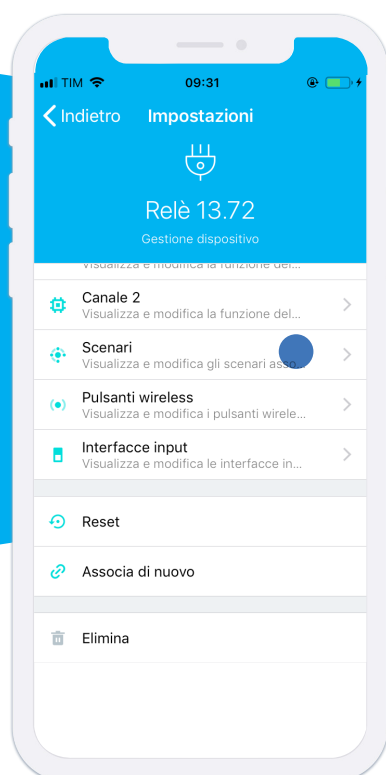 TIM 09:31
Indietro Impostazioni
Relè 13.72
Gestione dispositivo
Visualizza e modifica la funzione del...
Canale 2
Visualizza e modifica la funzione del...
Scenari
Visualizza e modifica gli scenari asso...
Pulsanti wireless
Visualizza e modifica i pulsanti wirele...
Interfacce input
Visualizza e modifica le interfacce in...
Reset
Associa di nuovo
Elimina